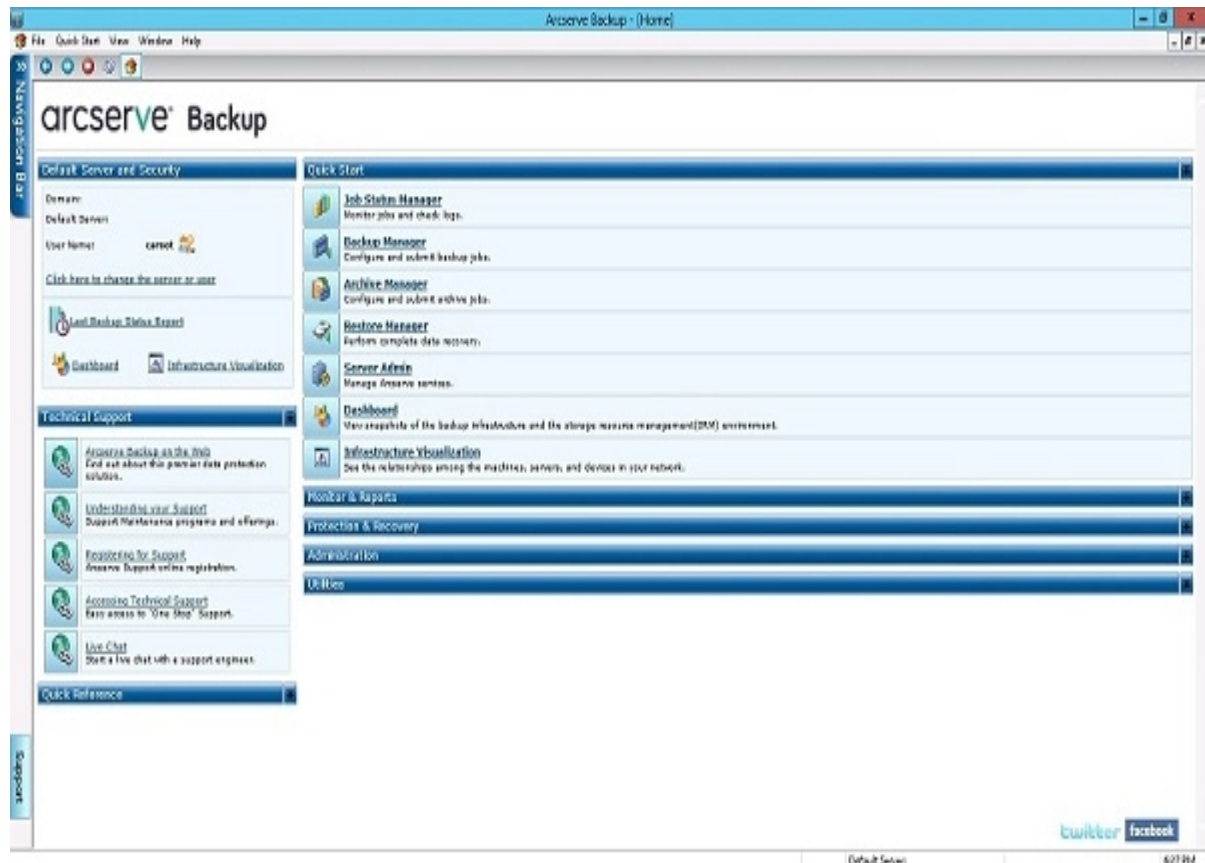 Arcserve Backup - [Home]
File Quick Start View Window Help
Navigation Bar
arcserve® Backup
Default Server and Security
Domain:
Default Server:
User Name: carnot
Click here to change the server or user
Last Backup Status Report
Dashboard Infrastructure Visualization
Technical Support
Arcserve Backup on the Web
Find out about this premier data protection
solution.
Understanding your Support
Support Maintenance programs and offerings.
Registering for Support
Arcserve Support online registration.
Accessing Technical Support
Easy access to "One Stop" Support.
Live Chat
Start a live chat with a support engineer.
Quick Reference
Quick Start
Job Status Manager
Monitor jobs and check logs.
Backup Manager
Configure and submit backup jobs.
Archive Manager
Configure and submit archive jobs.
Restore Manager
Perform complete data recovery.
Server Admin
Manage Arcserve services.
Dashboard
View snapshots of the backup infrastructure and the storage resource management(SRM) environment.
Infrastructure Visualization
See the relationships among the machines, servers, and devices in your network.
Monitor & Reports
Protection & Recovery
Administration
Utilities
Support
twitter facebook
Default Server: 6:27 PM